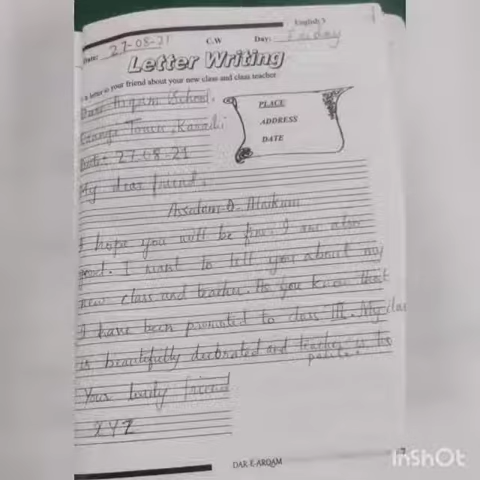 English 3
Date: 27-08-21 C.W Day: Friday
Letter Writing
a letter to your friend about your new class and class teacher
Dare Arqam School,
Town, Karachi
Date: 27-08-21
PLACE
ADDRESS
DATE
My dear friend,
Assalam-O-Alaikum
I hope you will be fine. I am also
good. I want to tell you about my
new class and teacher. As you know that
I have been promoted to class III. My clas
is beautifully decorated and teacher is
polite.
Your lovely friend
XYZ
DAR-E-ARQAM
InShOt